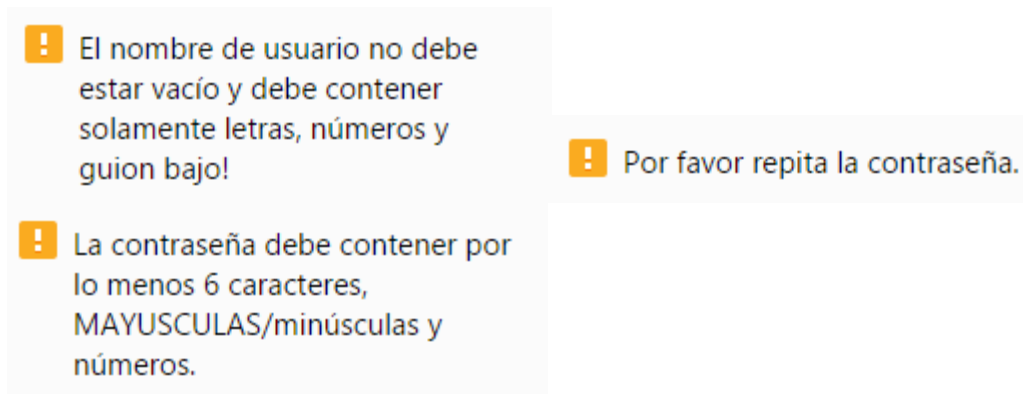 El nombre de usuario no debe
estar vacío y debe contener
solamente letras, números y
guion bajo!
Por favor repita la contraseña.
La contraseña debe contener por
lo menos 6 caracteres,
MAYUSCULAS/minúsculas y
números.